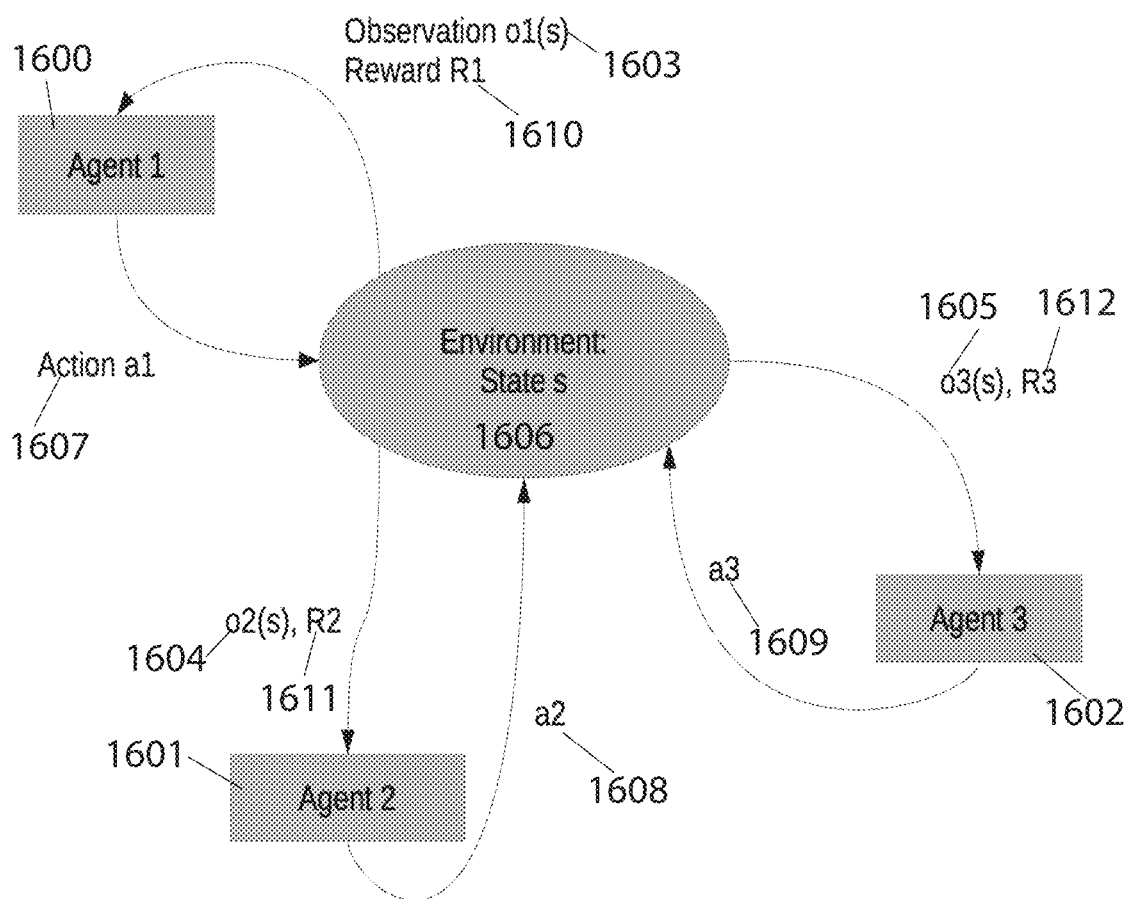 Observation o1(s)
Reward R1
1603
1610
1600
Agent 1
Action a1
1607
Environment:
State s
1606
1605
1612
o3(s), R3
a3
1609
Agent 3
1602
o2(s), R2
1604
1611
1601
Agent 2
a2
1608